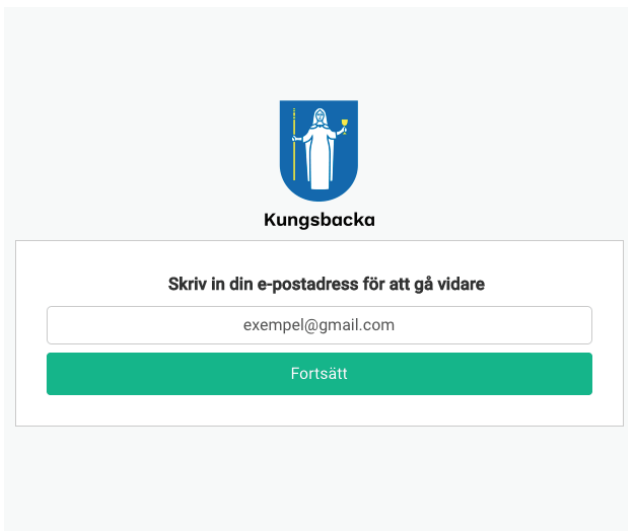 Kungsbacka
Skriv in din e-postadress för att gå vidare
exempel@gmail.com
Fortsätt